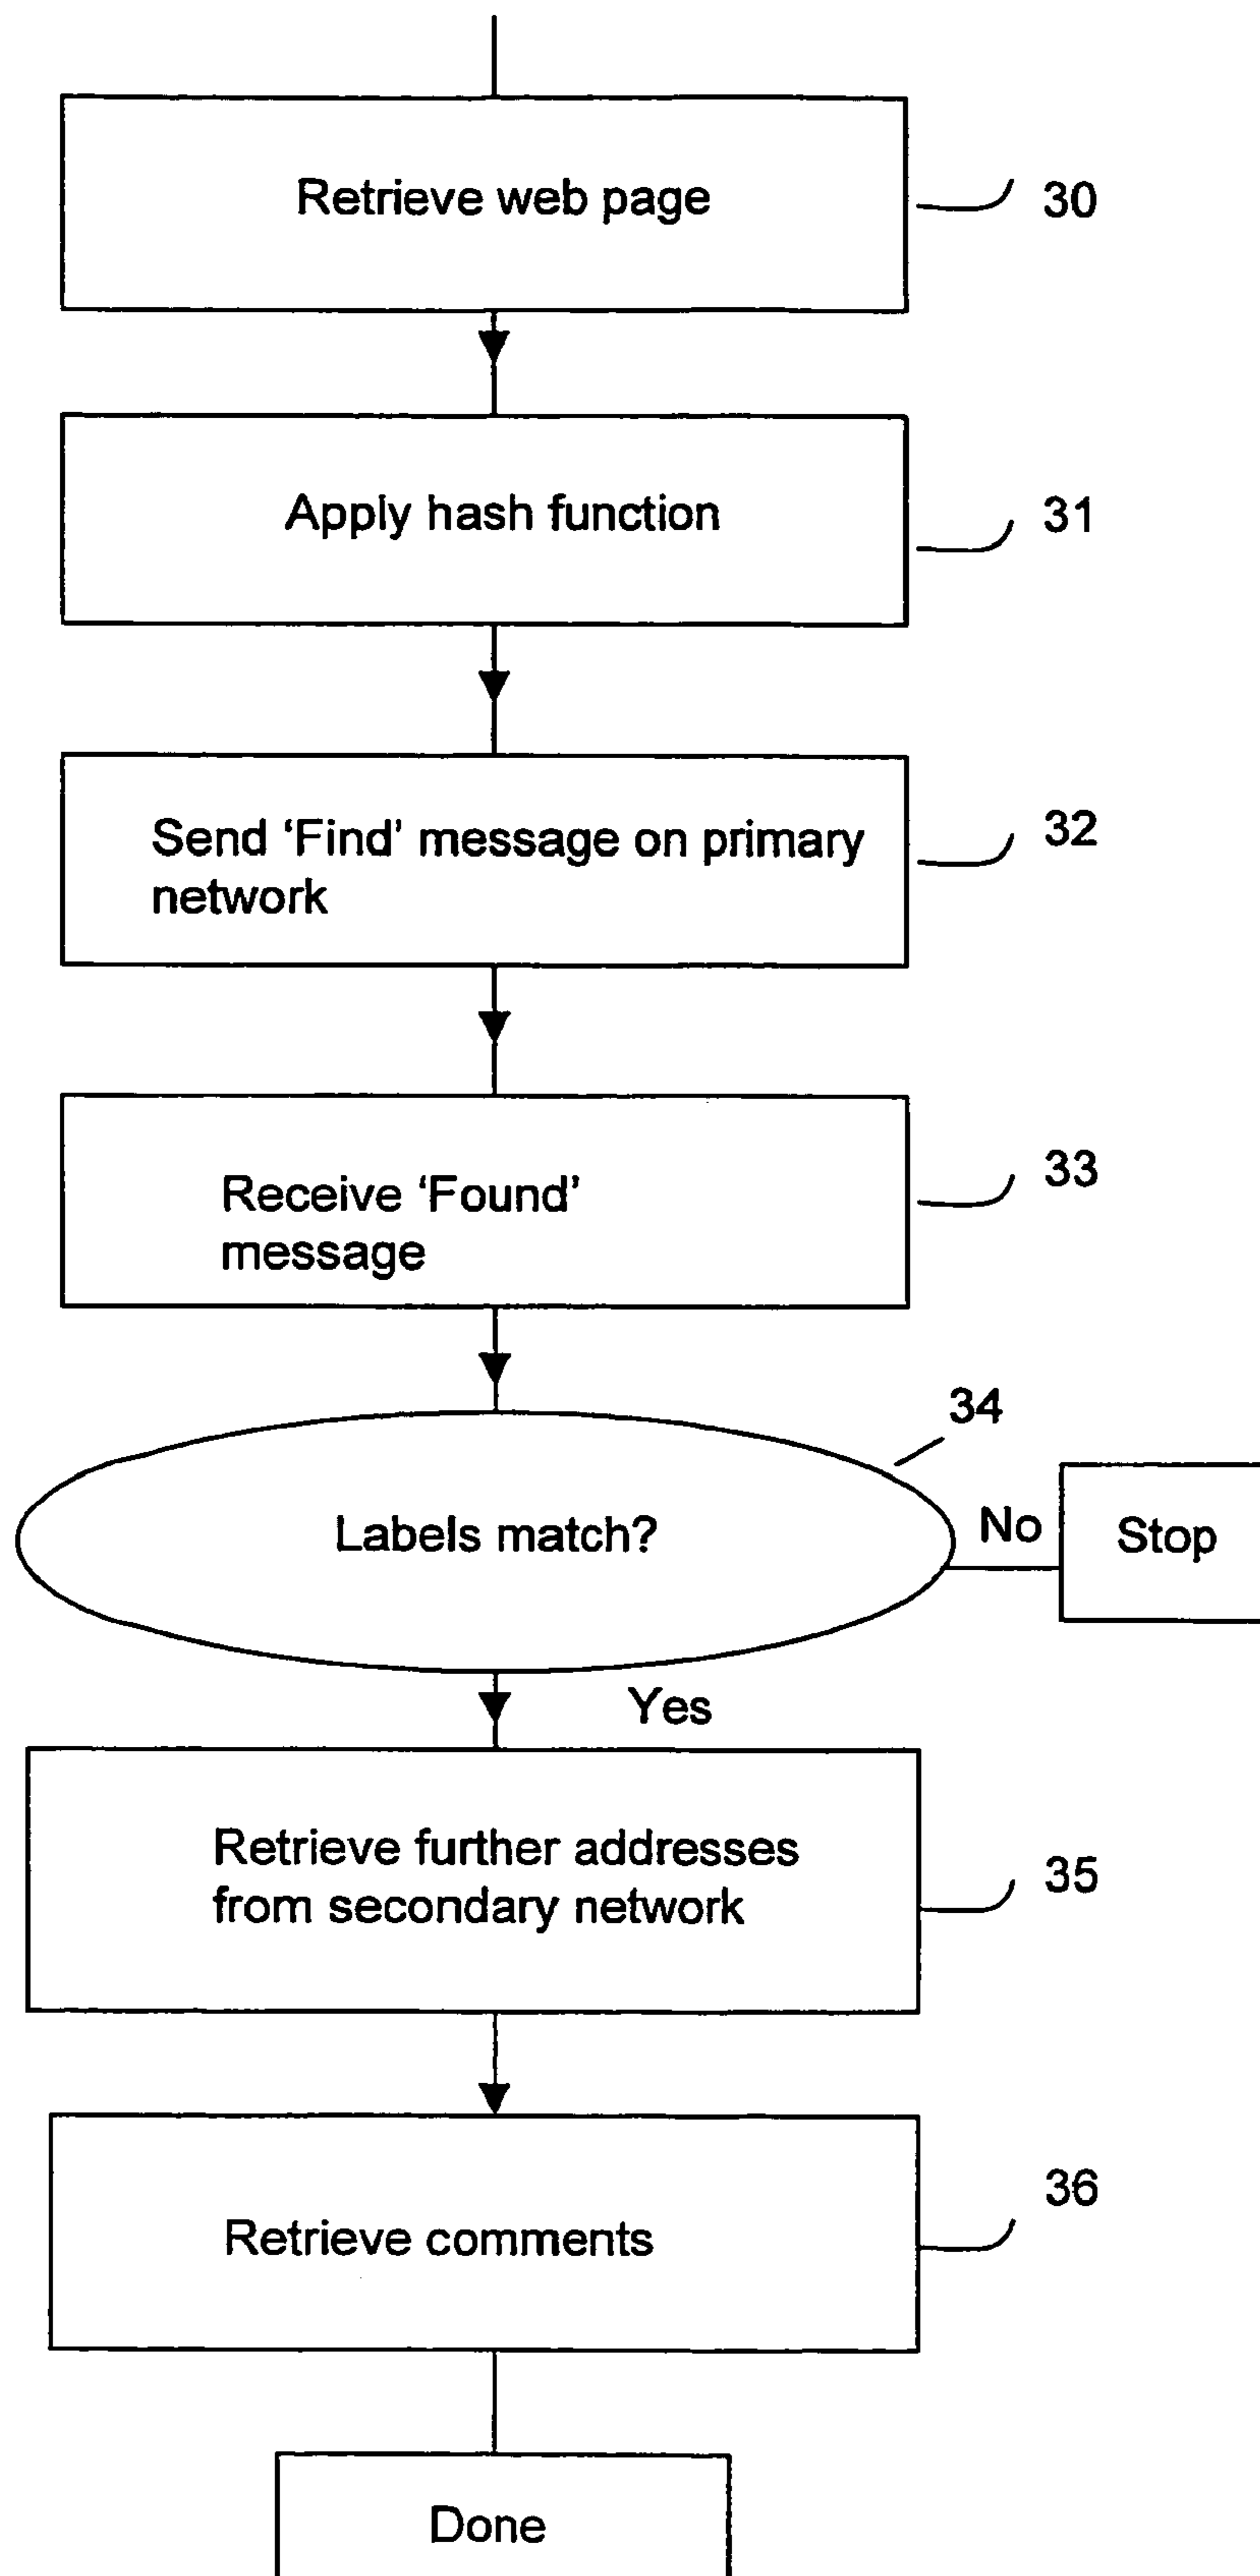 Retrieve web page
30
Apply hash function
31
Send ‘Find’ message on primary
network
32
Receive ‘Found’
message
33
34
Labels match?
No
Stop
Yes
Retrieve further addresses
from secondary network
35
Retrieve comments
36
Done